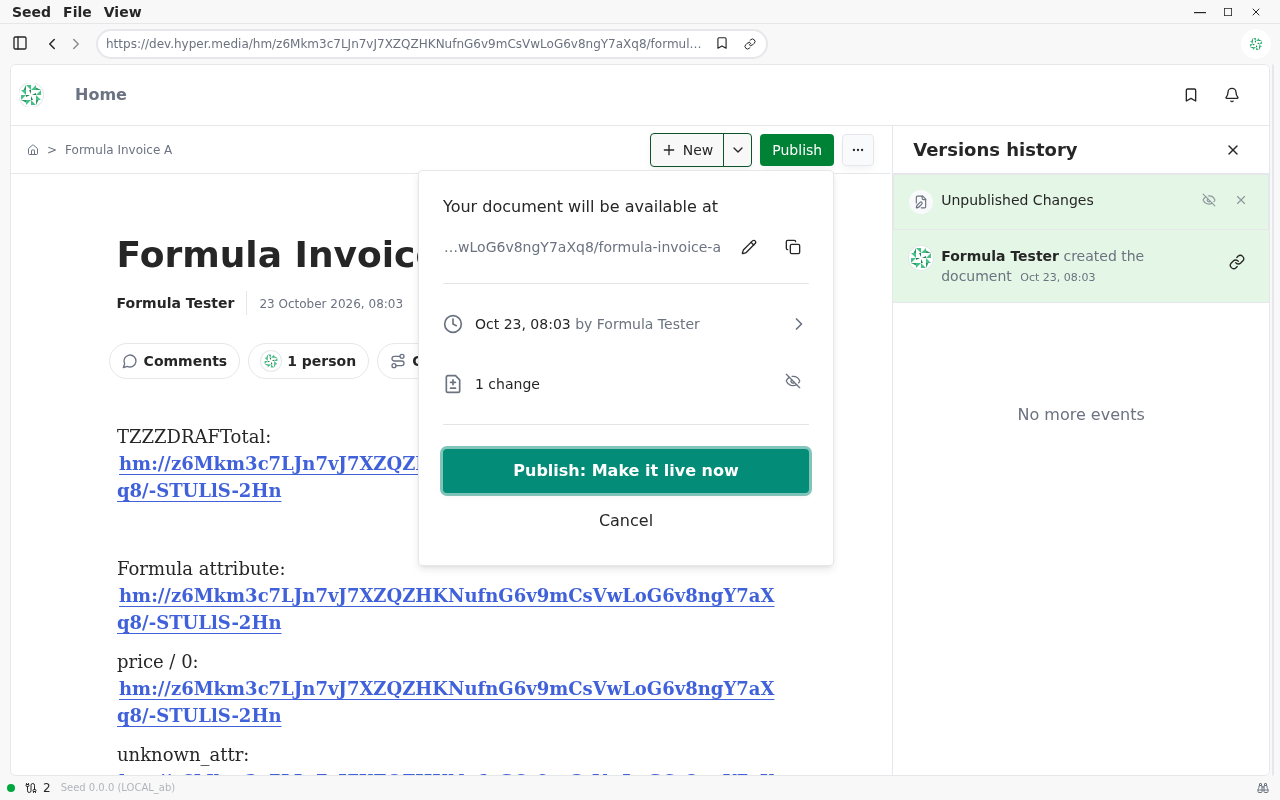 Seed File View
https://dev.hyper.media/hm/z6Mkm3c7LJn7vJ7XZQZHKNufnG6v9mCsVwLoG6v8ngY7aXq8/formul...
Home
> Formula Invoice A
New
Publish
Versions history
Unpublished Changes
Formula Tester created the
document Oct 23, 08:03
No more events
Your document will be available at
...wLoG6v8ngY7aXq8/formula-invoice-a
Oct 23, 08:03 by Formula Tester
1 change
Publish: Make it live now
Cancel
Formula Invoic
Formula Tester
23 October 2026, 08:03
Comments
1 person
TZZZDRAFTotal:
hm://z6Mkm3c7LJn7vJ7XZQZ
q8/-STULlS-2Hn
Formula attribute:
hm://z6Mkm3c7LJn7vJ7XZQZHKNufnG6v9mCsVwLoG6v8ngY7aX
q8/-STULlS-2Hn
price / 0:
hm://z6Mkm3c7LJn7vJ7XZQZHKNufnG6v9mCsVwLoG6v8ngY7aX
q8/-STULlS-2Hn
unknown_attr:
2
Seed 0.0.0 (LOCAL_ab)